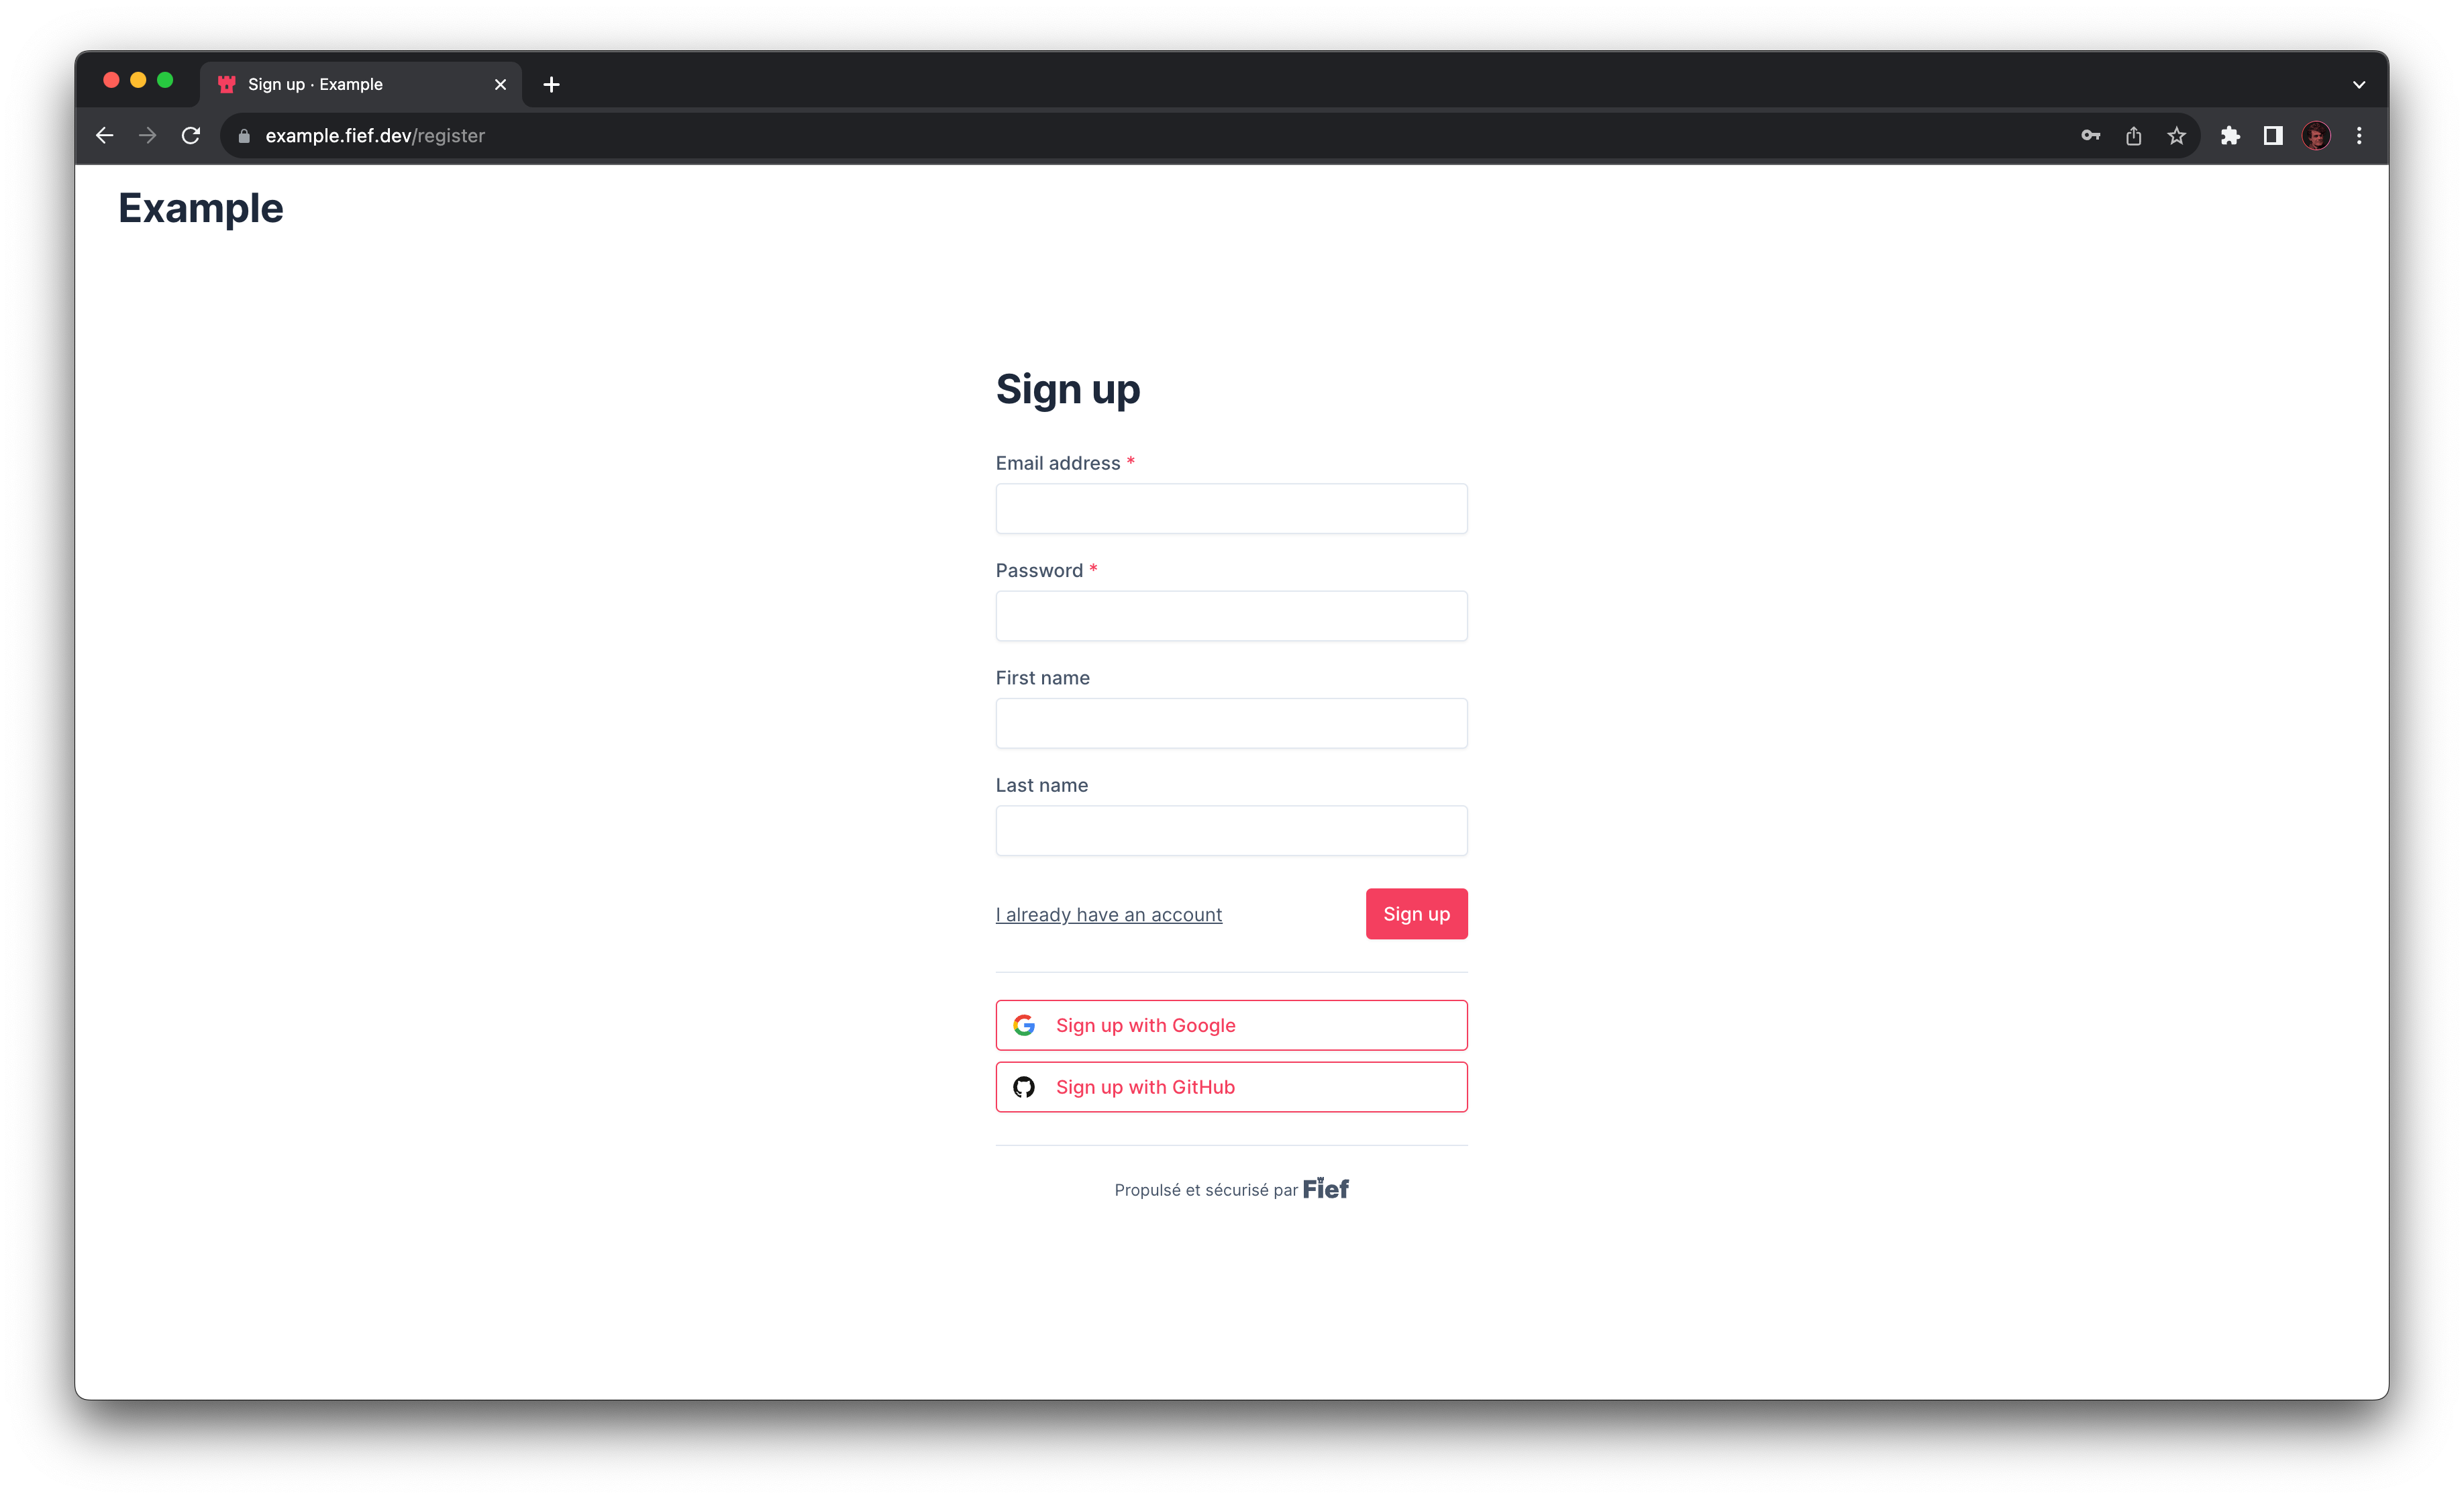 Sign up · Example
example.fief.dev/register
Example
Sign up
Email address *
Password *
First name
Last name
I already have an account
Sign up
Sign up with Google
Sign up with GitHub
Propulsé et sécurisé par Fief